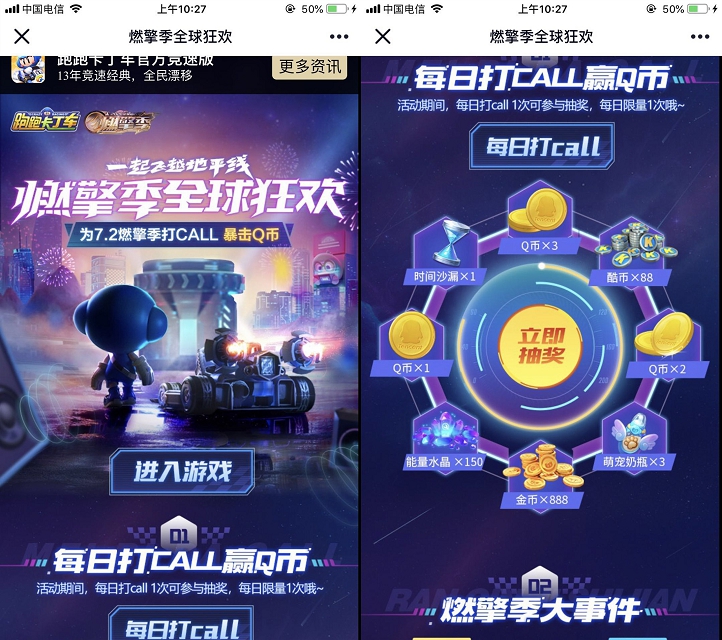 中国电信
上午10:27
50%
燃擎季全球狂欢
跑跑卡丁车官方竞速版
13年竞速经典，全民漂移
更多资讯
跑跑卡丁车
燃擎季
一起飞越地平线
燃擎季全球狂欢
为7.2燃擎季打CALL 暴击Q币
进入游戏
01
每日打CALL赢Q币
活动期间，每日打call 1次可参与抽奖，每日限量1次哦~
每日打call
中国电信
上午10:27
50%
燃擎季全球狂欢
每日打CALL赢Q币
活动期间，每日打call 1次可参与抽奖，每日限量1次哦~
每日打call
Q币×3
时间沙漏×1
酷币×88
立即
抽奖
Q币×1
Q币×2
能量水晶×150
萌宠奶瓶×3
金币×888
02
燃擎季大事件